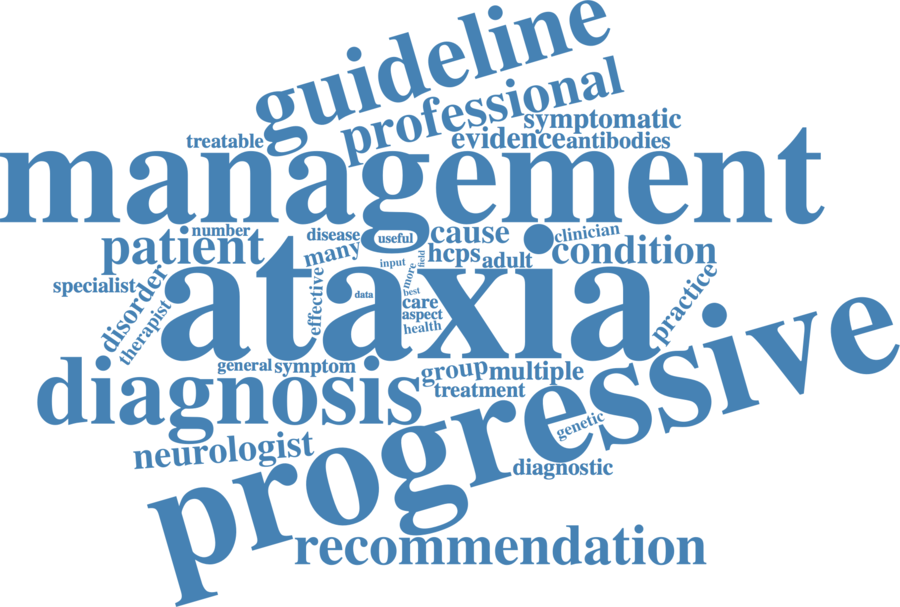 guideline
professional
symptomatic
treatable
evidence
antibodies
management
number
patient
disease
useful
cause
clinician
many
hcps
adult
condition
input
field
specialist
disorder
therapist
effective
data
more
best
care
aspect
health
practice
ataxia
general
symptom
group
multiple
treatment
diagnosis
progressive
genetic
neurologist
diagnostic
recommendation